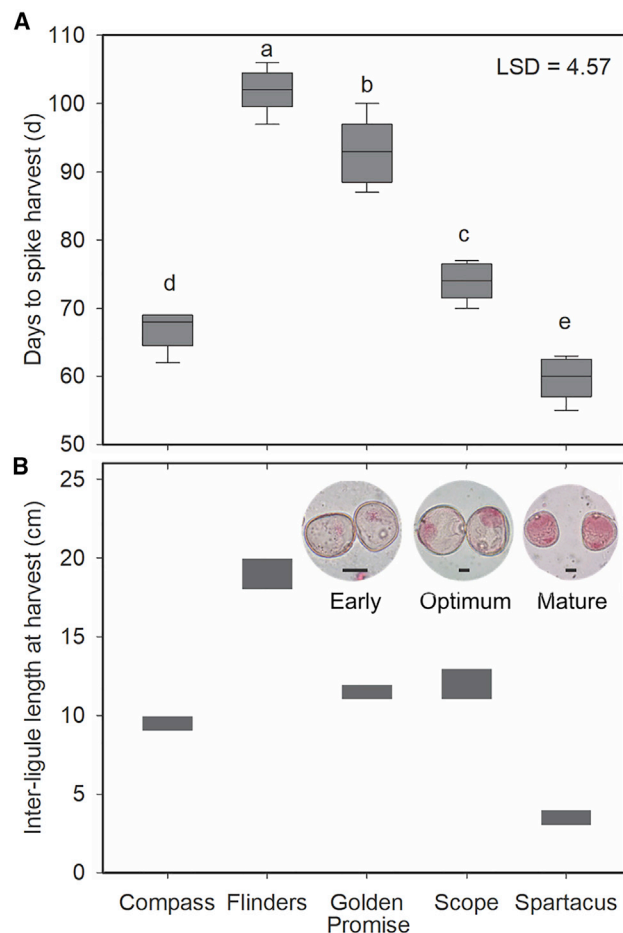 A
110
100
90
80
70
60
50
Days to spike harvest (d)
LSD = 4.57
a
b
c
d
e
B
25
20
15
10
5
0
Inter-ligule length at harvest (cm)
Early Optimum Mature
Compass Flinders Golden Scope Spartacus
Promise